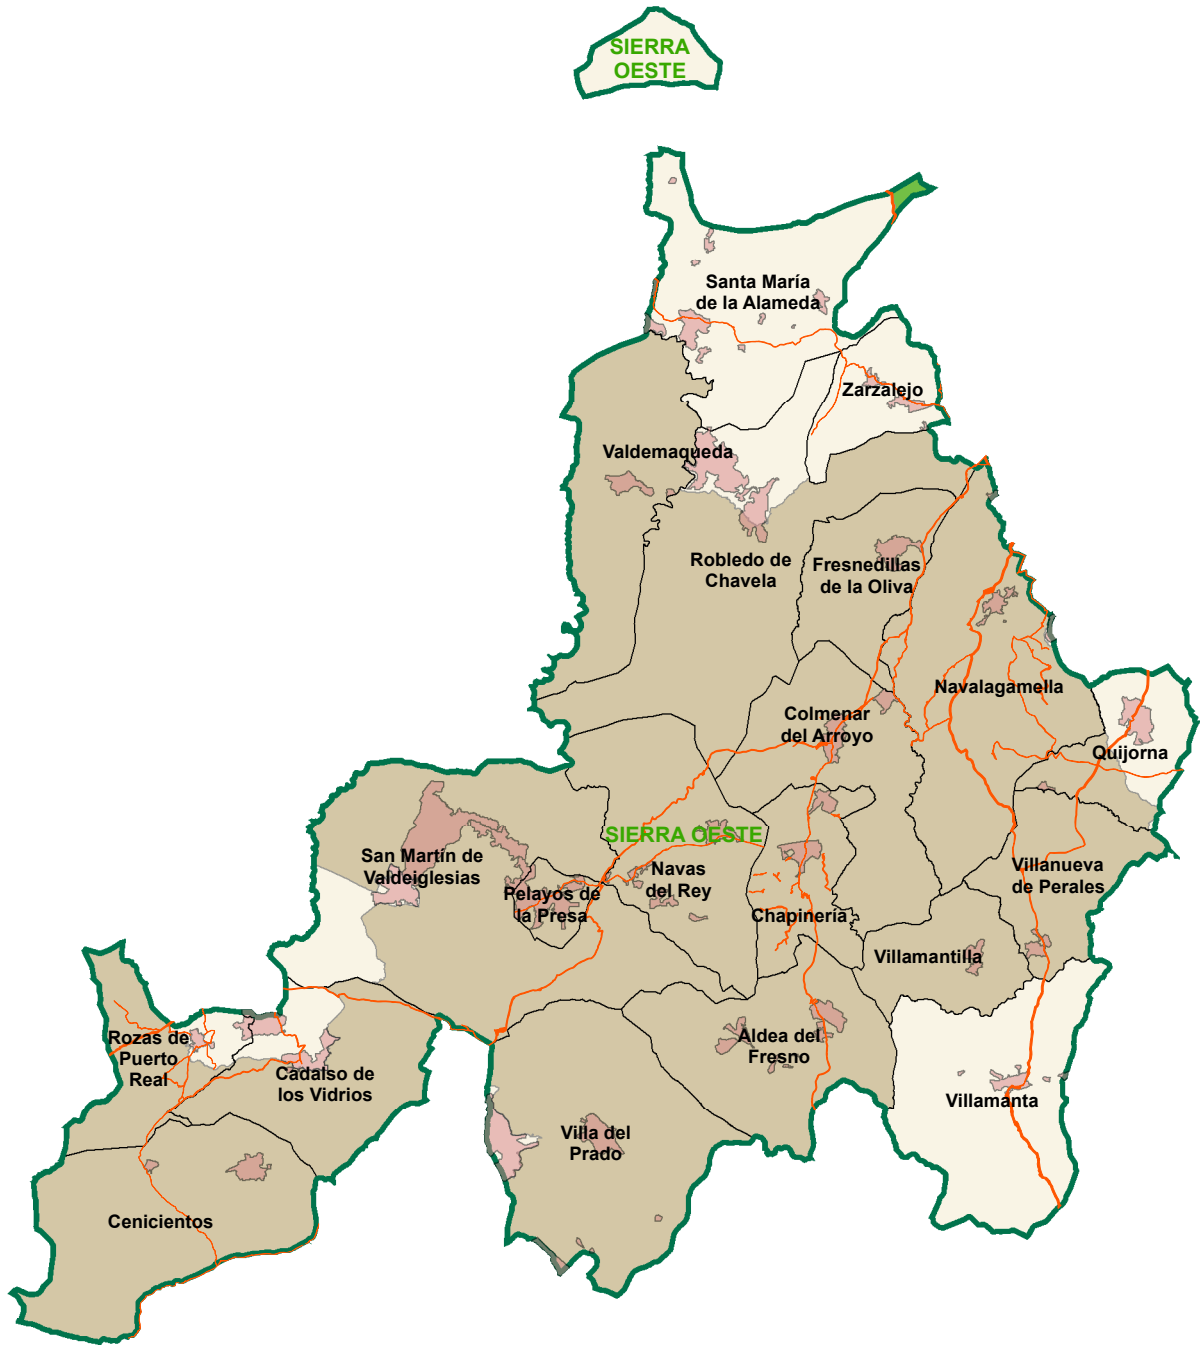 SIERRA
OESTE
Santa María
de la Alameda
Zarzalejo
Valdemaqueda
Robledo de
Chavela
Fresnedillas
de la Oliva
Navalagamella
Colmenar
del Arroyo
Quijorna
SIERRA OESTE
San Martín de
Valdeiglesias
Pelayos de
la Presa
Navas
del Rey
Chapinería
Villanueva
de Perales
Villamantilla
Rozas de
Puerto
Real
Cadalso de
los Vidrios
Aldea del
Fresno
Villamanta
Villa del
Prado
Cenicientos